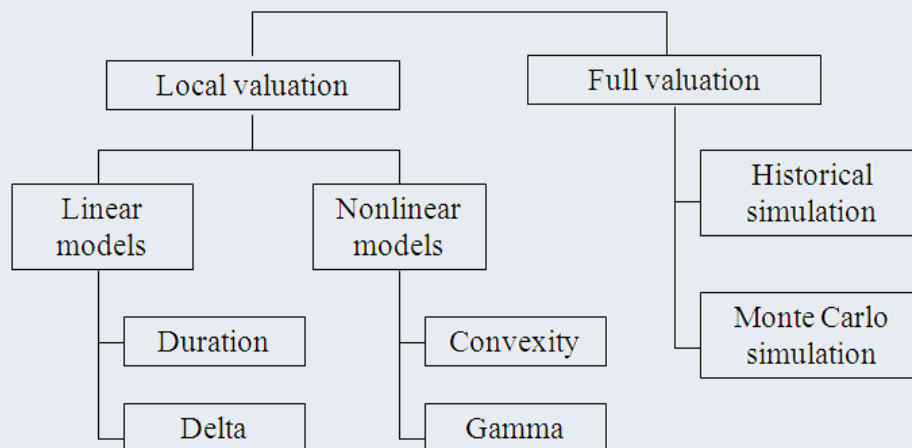 Local valuation
Full valuation
Linear
models
Nonlinear
models
Historical
simulation
Duration
Convexity
Monte Carlo
simulation
Delta
Gamma